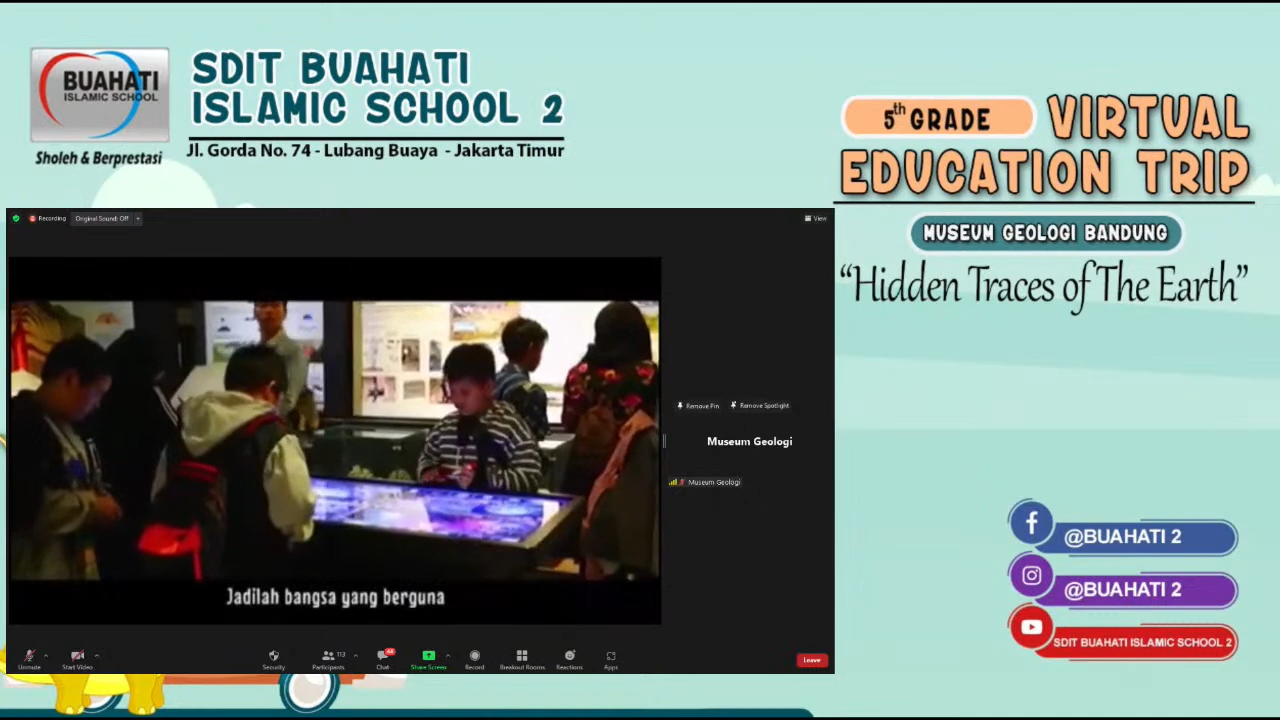 BUAHATI
ISLAMIC SCHOOL
Sholeh & Berprestasi
SDIT BUAHATI
ISLAMIC SCHOOL 2
Jl. Gorda No. 74 - Lubang Buaya - Jakarta Timur
5th GRADE VIRTUAL
EDUCATION TRIP
MUSEUM GEOLOGI BANDUNG
“Hidden Traces of The Earth”
Recording
Original Sound: Off
View
Remove Pin
Remove Spotlight
Museum Geologi
Museum Geologi
Jadilah bangsa yang berguna
Unmute
Start Video
Security
113
Participants
48
Chat
Share Screen
Record
Breakout Rooms
Reactions
Apps
Leave
@BUAHATI 2
@BUAHATI 2
SDIT BUAHATI ISLAMIC SCHOOL 2